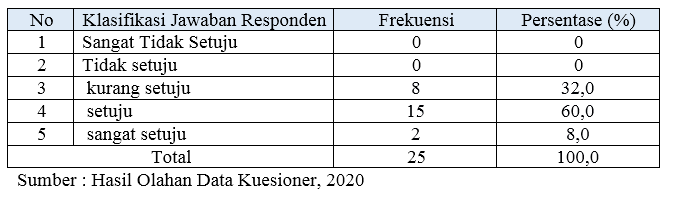 No Klasifikasi Jawaban Responden Frekuensi Persentase (%)
1 Sangat Tidak Setuju 0 0
2 Tidak setuju 0 0
3 kurang setuju 8 32,0
4 setuju 15 60,0
5 sangat setuju 2 8,0
Total 25 100,0
Sumber : Hasil Olahan Data Kuesioner, 2020